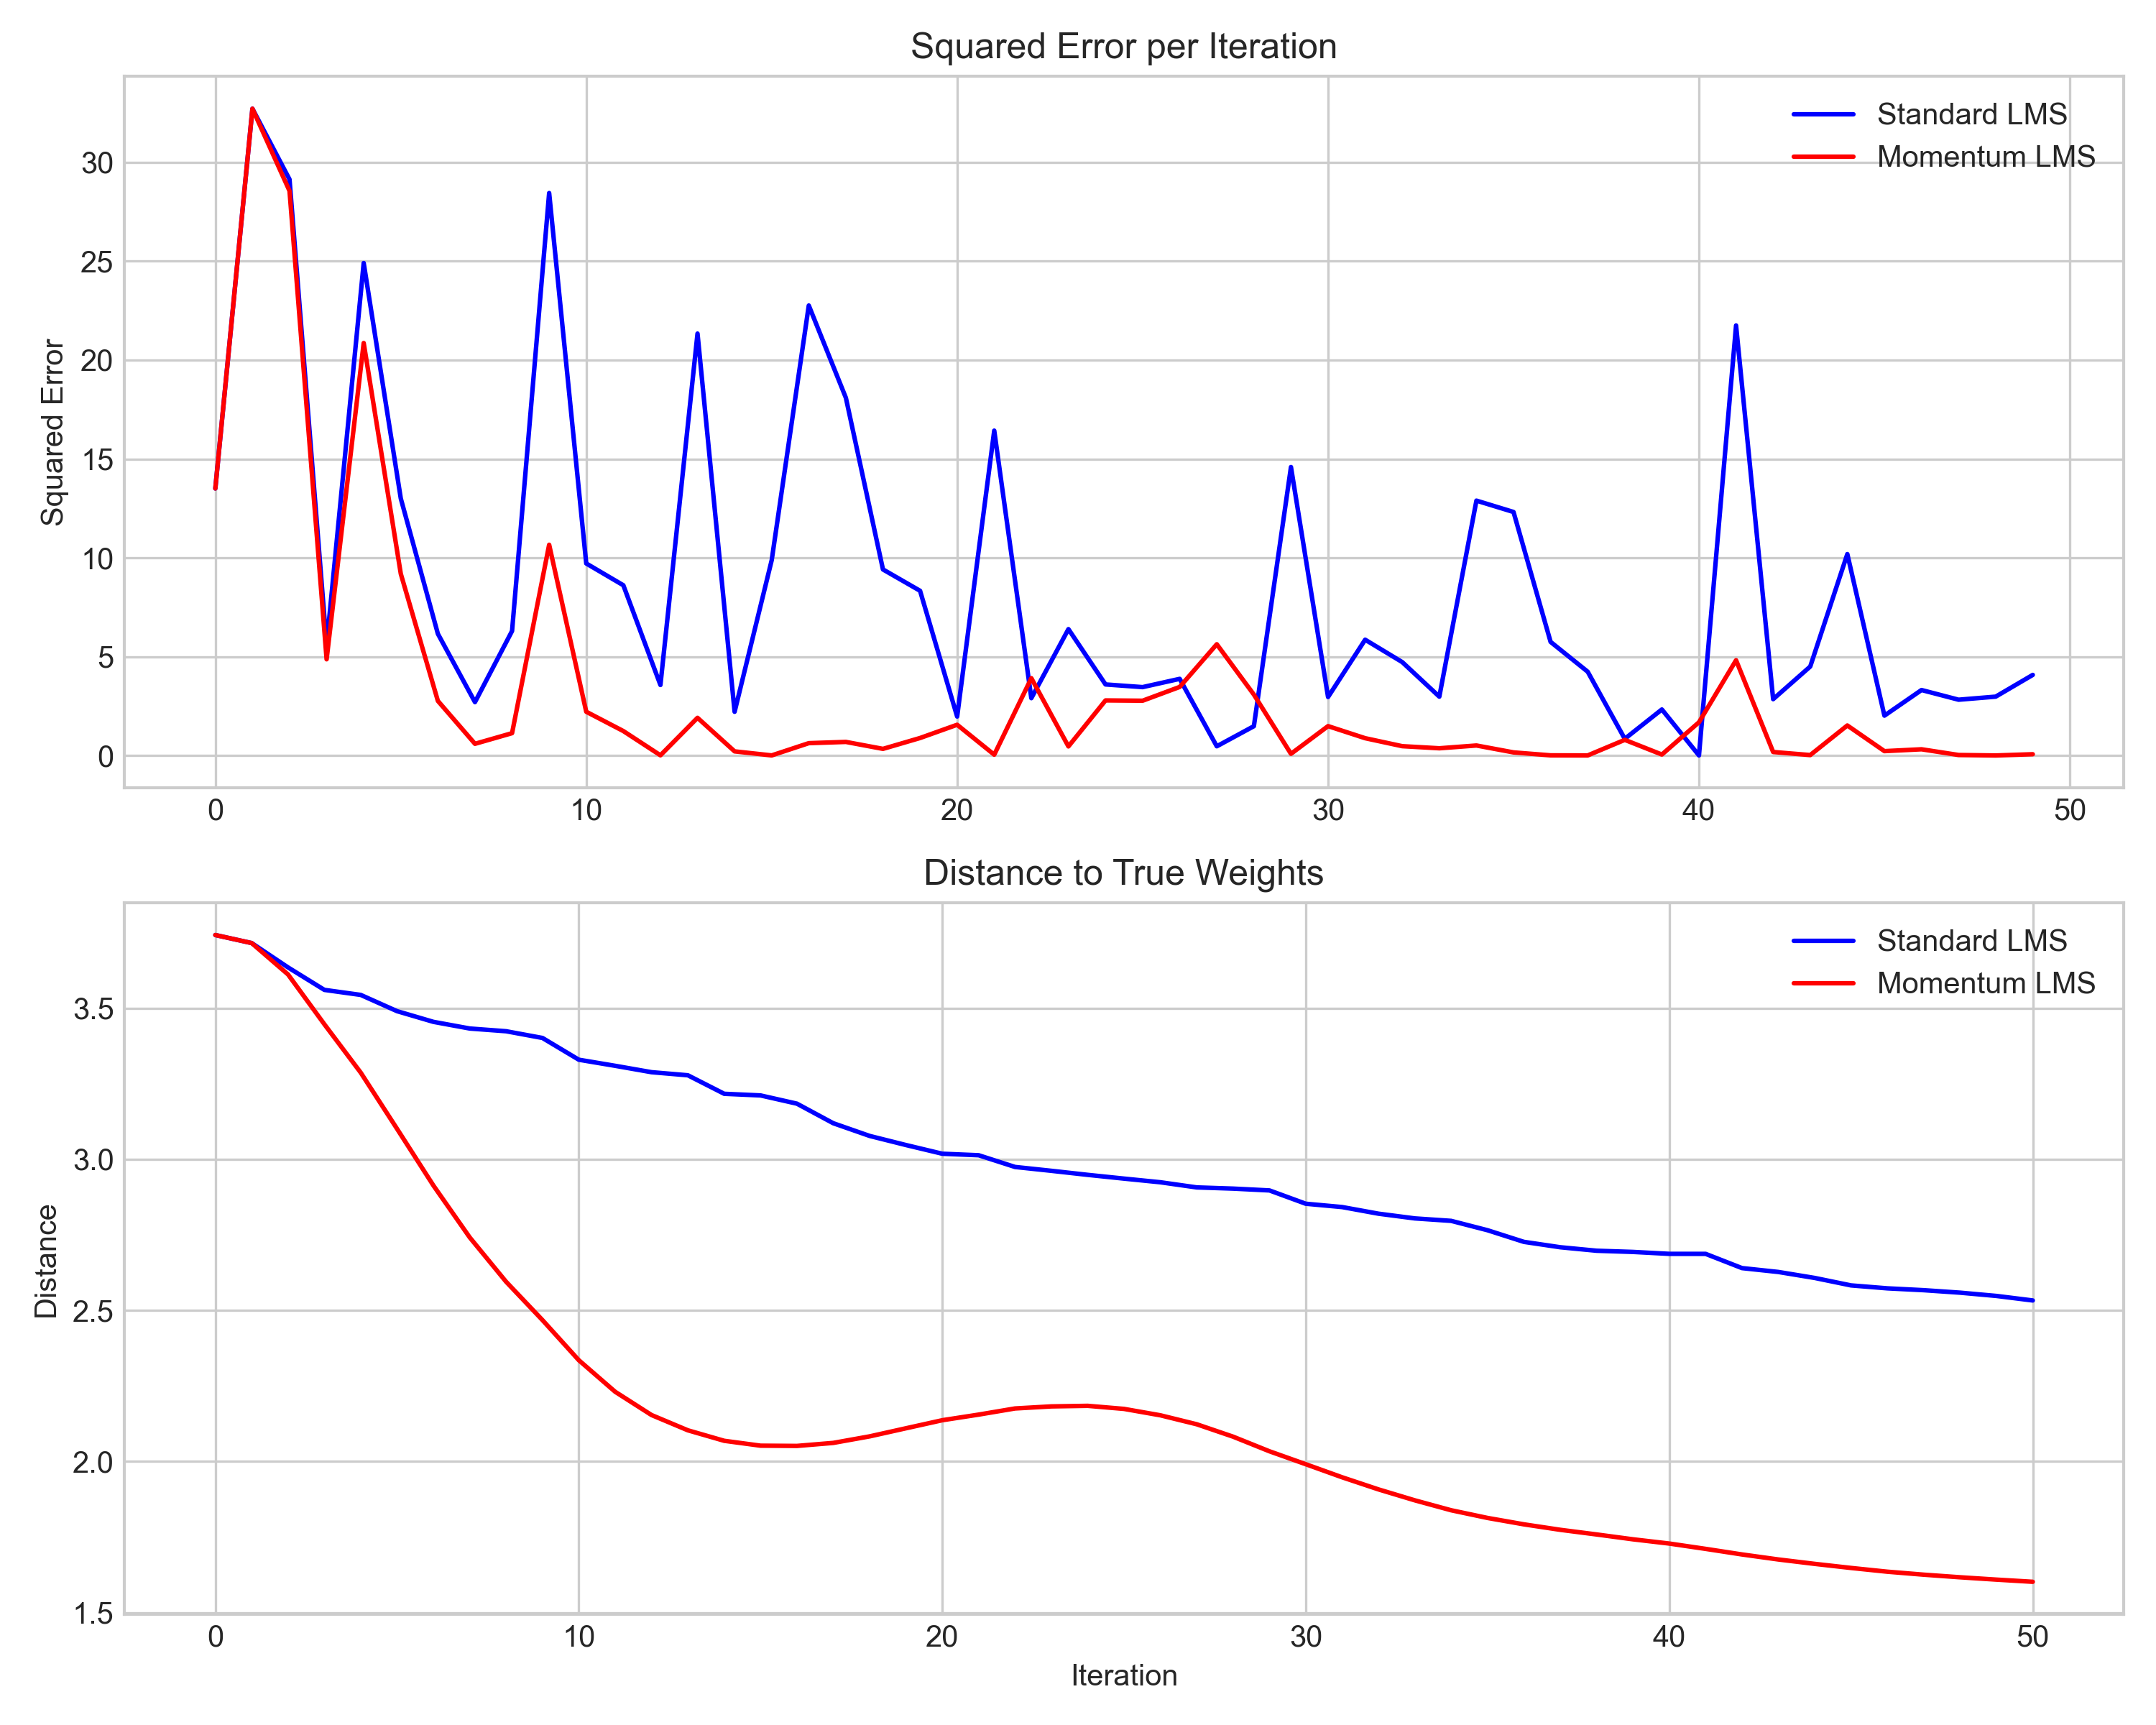 Squared Error per Iteration
Standard LMS
Momentum LMS
Squared Error
30
25
20
15
10
5
0
0 10 20 30 40 50
Distance to True Weights
Standard LMS
Momentum LMS
Distance
3.5
3.0
2.5
2.0
1.5
0 10 20 30 40 50
Iteration